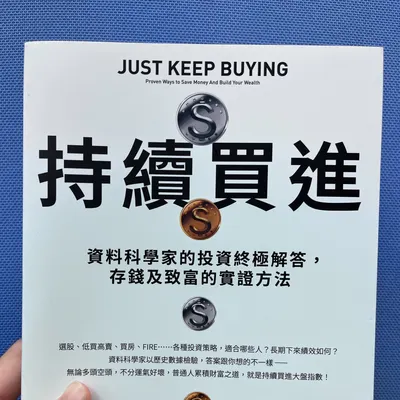 JUST KEEP BUYING
Proven Ways to Save Money And Build Your Wealth
S
持續買進
S
資料科學家的投資終極解答，
存錢及致富的實證方法
S
選股、低買高賣、買房、FIRE……各種投資策略，適合哪些人？長期下來績效如何？
資料科學家以歷史數據檢驗，答案跟你想的不一樣——
無論多頭空頭，不分運氣好壞，普通人累積財富之道，就是持續買進大盤指數！